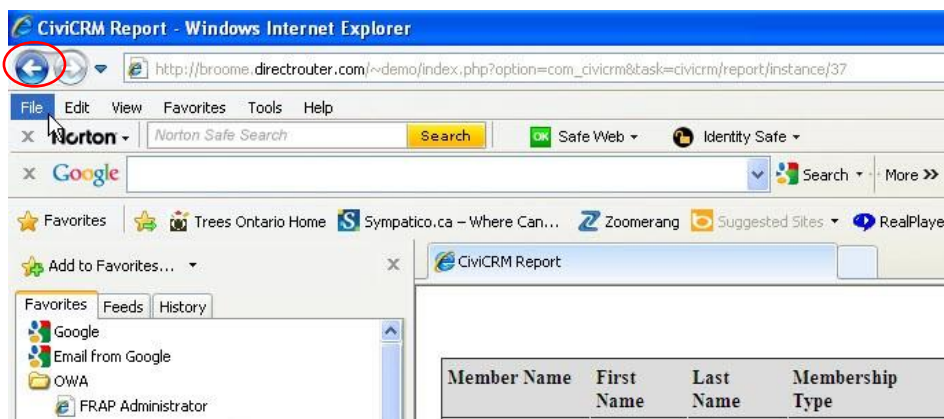 CiviCRM Report - Windows Internet Explorer
http://broome.directrouter.com/~demo/index.php?option=com_civicrm&task=civicrm/report/instance/37
File Edit View Favorites Tools Help
x Norton Norton Safe Search Search OK Safe Web Identity Safe
x Google Search More >>
Favorites Trees Ontario Home Sympatico.ca – Where Can... Zoomerang Suggested Sites RealPlaye
Add to Favorites... x CiviCRM Report
Favorites Feeds History
Google
Email from Google
OWA
FRAP Administrator
Member Name First Name Last Name Membership Type